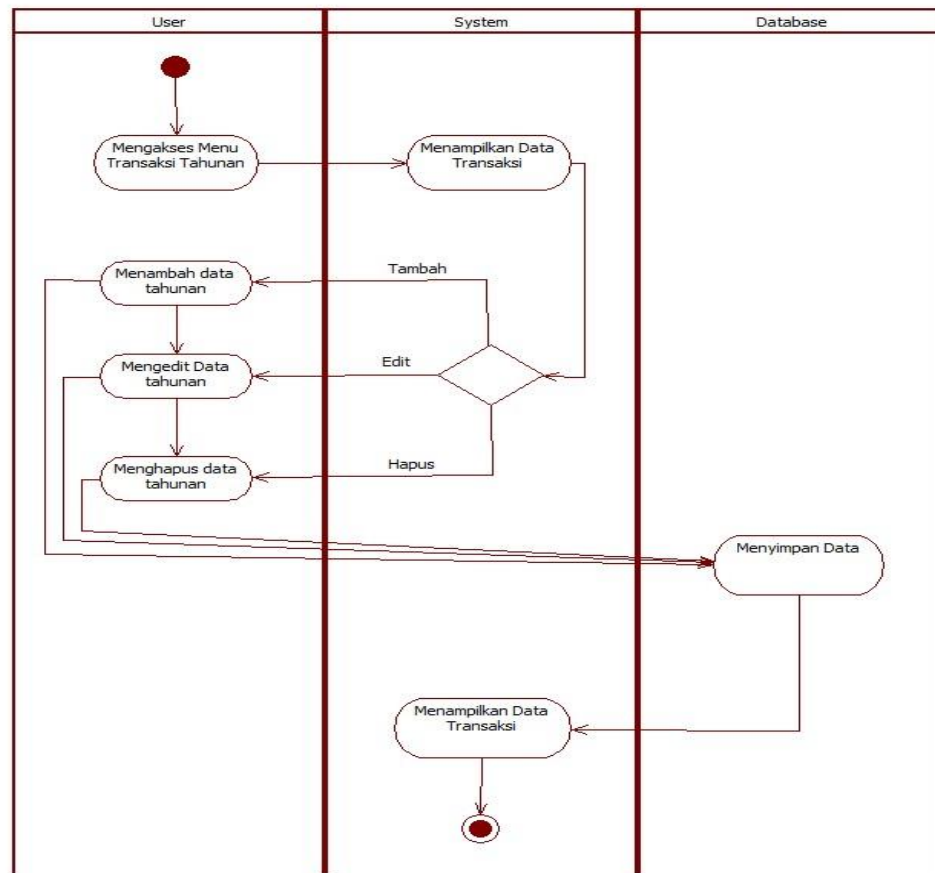 User
System
Database
Mengakses Menu
Transaksi Tahunan
Menampilkan Data
Transaksi
Menambah data
tahunan
Tambah
Mengedit Data
tahunan
Edit
Menghapus data
tahunan
Hapus
Menyimpan Data
Menampilkan Data
Transaksi